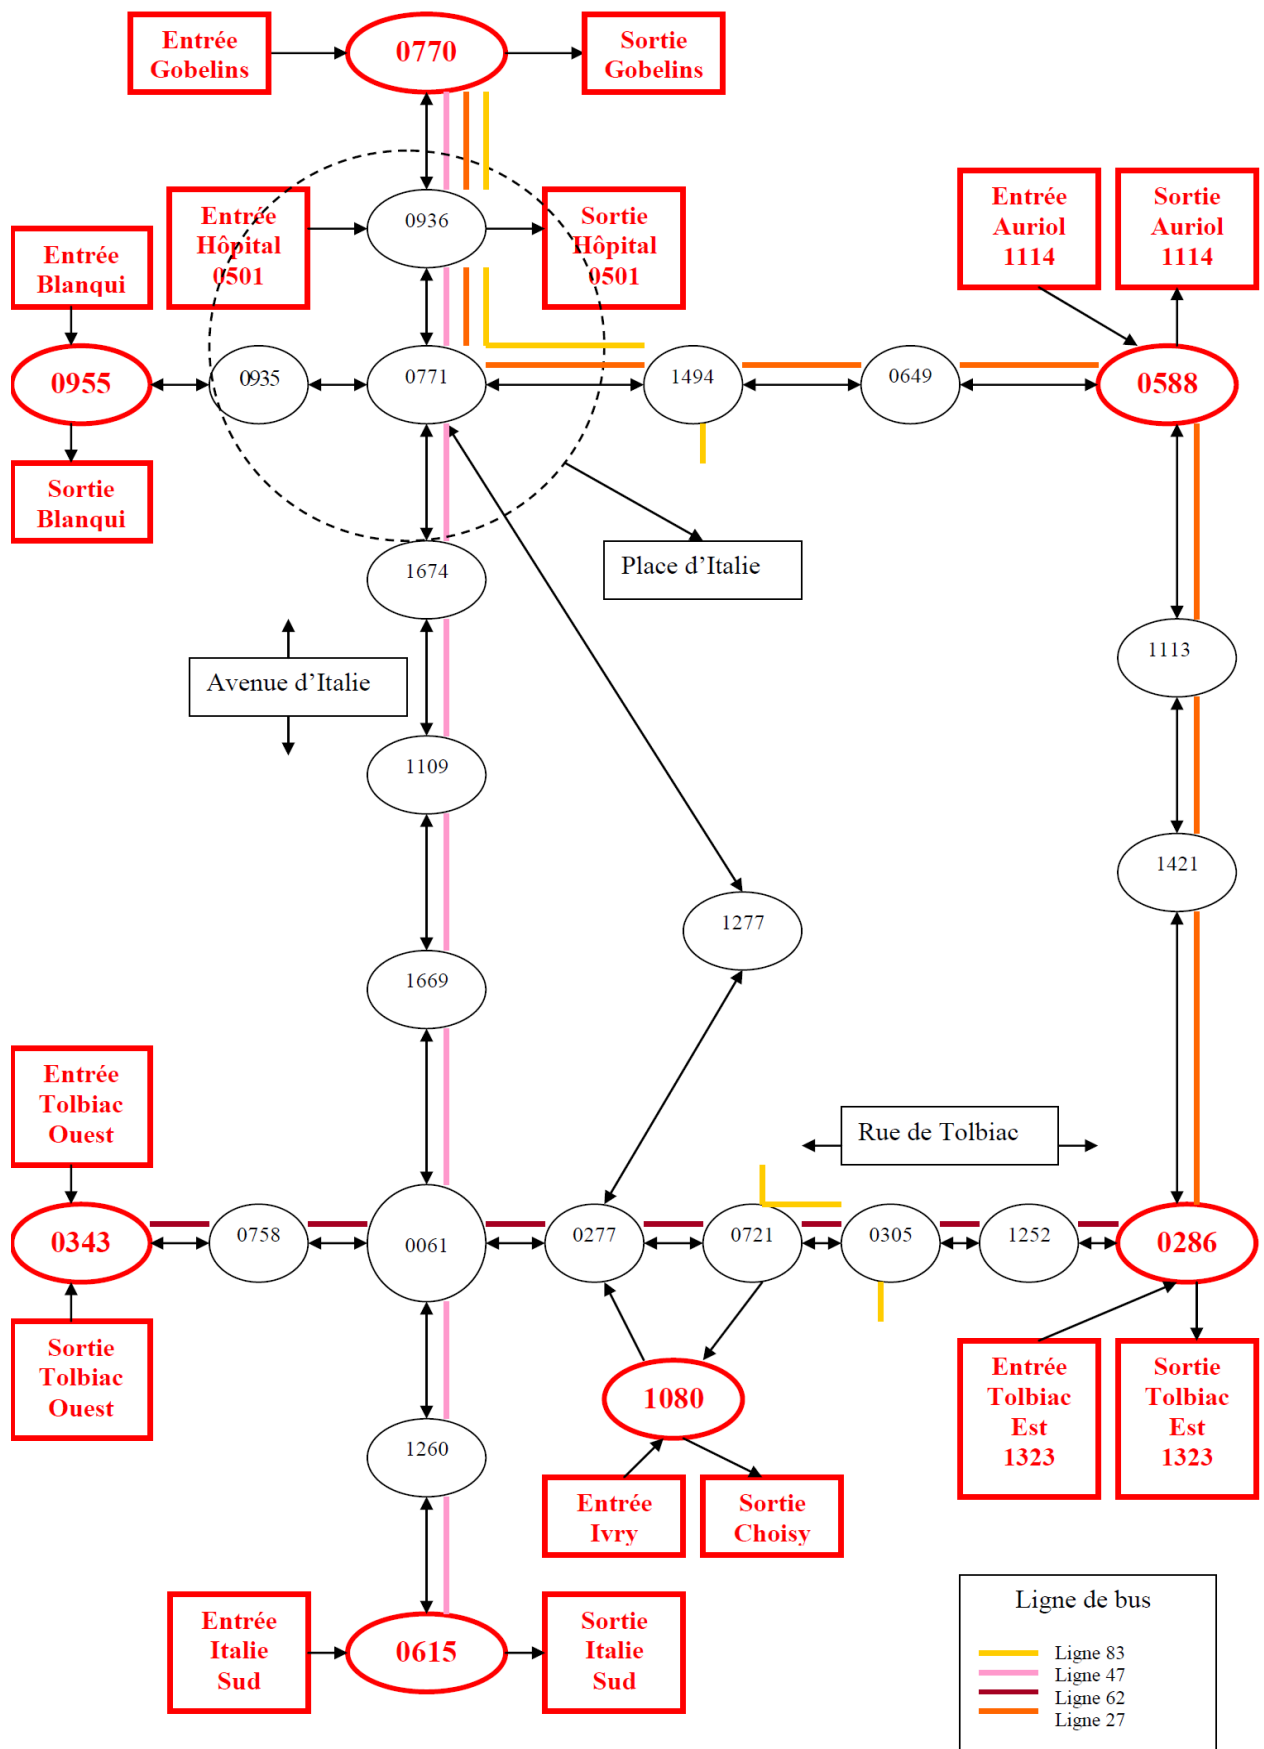 Entrée
Gobelins
0770
Sortie
Gobelins
Entrée
Hôpital
0501
0936
Sortie
Hôpital
0501
Entrée
Auriol
1114
Sortie
Auriol
1114
Entrée
Blanqui
0955
0935
0771
1494
0649
0588
Sortie
Blanqui
1674
Place d’Italie
Avenue d’Italie
1113
1109
1421
1277
1669
Entrée
Tolbiac
Ouest
Rue de Tolbiac
0343
0758
0061
0277
0721
0305
1252
0286
Sortie
Tolbiac
Ouest
1080
Entrée
Tolbiac
Est
1323
Sortie
Tolbiac
Est
1323
1260
Entrée
Ivry
Sortie
Choisy
Entrée
Italie
Sud
0615
Sortie
Italie
Sud
Ligne de bus
Ligne 83
Ligne 47
Ligne 62
Ligne 27